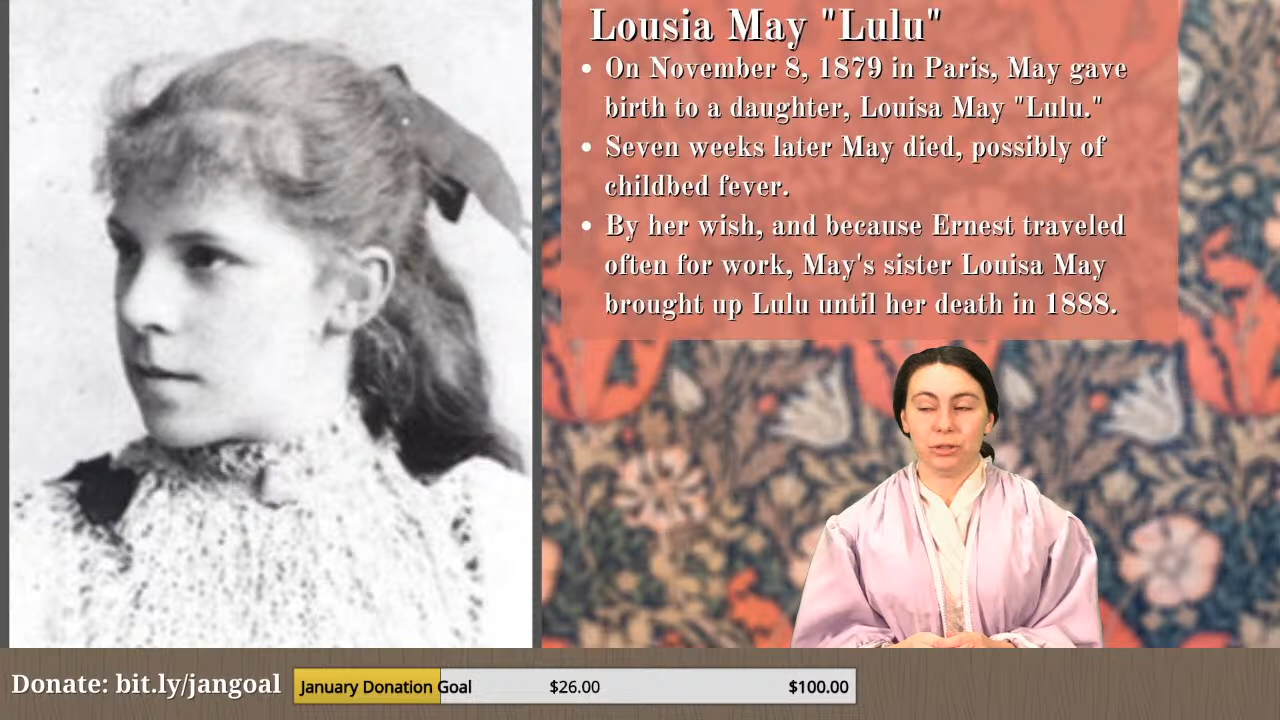 Lousia May "Lulu"
• On November 8, 1879 in Paris, May gave
birth to a daughter, Louisa May "Lulu."
• Seven weeks later May died, possibly of
childbed fever.
• By her wish, and because Ernest traveled
often for work, May's sister Louisa May
brought up Lulu until her death in 1888.
Donate: bit.ly/jangoal
January Donation Goal $26.00 $100.00